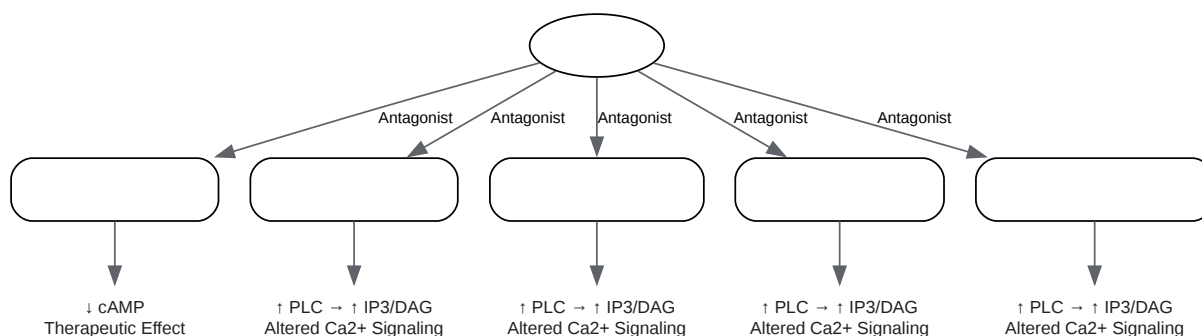 Antagonist
Antagonist
Antagonist
Antagonist
Antagonist
↓ cAMP
Therapeutic Effect
↑ PLC → ↑ IP3/DAG
Altered Ca2+ Signaling
↑ PLC → ↑ IP3/DAG
Altered Ca2+ Signaling
↑ PLC → ↑ IP3/DAG
Altered Ca2+ Signaling
↑ PLC → ↑ IP3/DAG
Altered Ca2+ Signaling